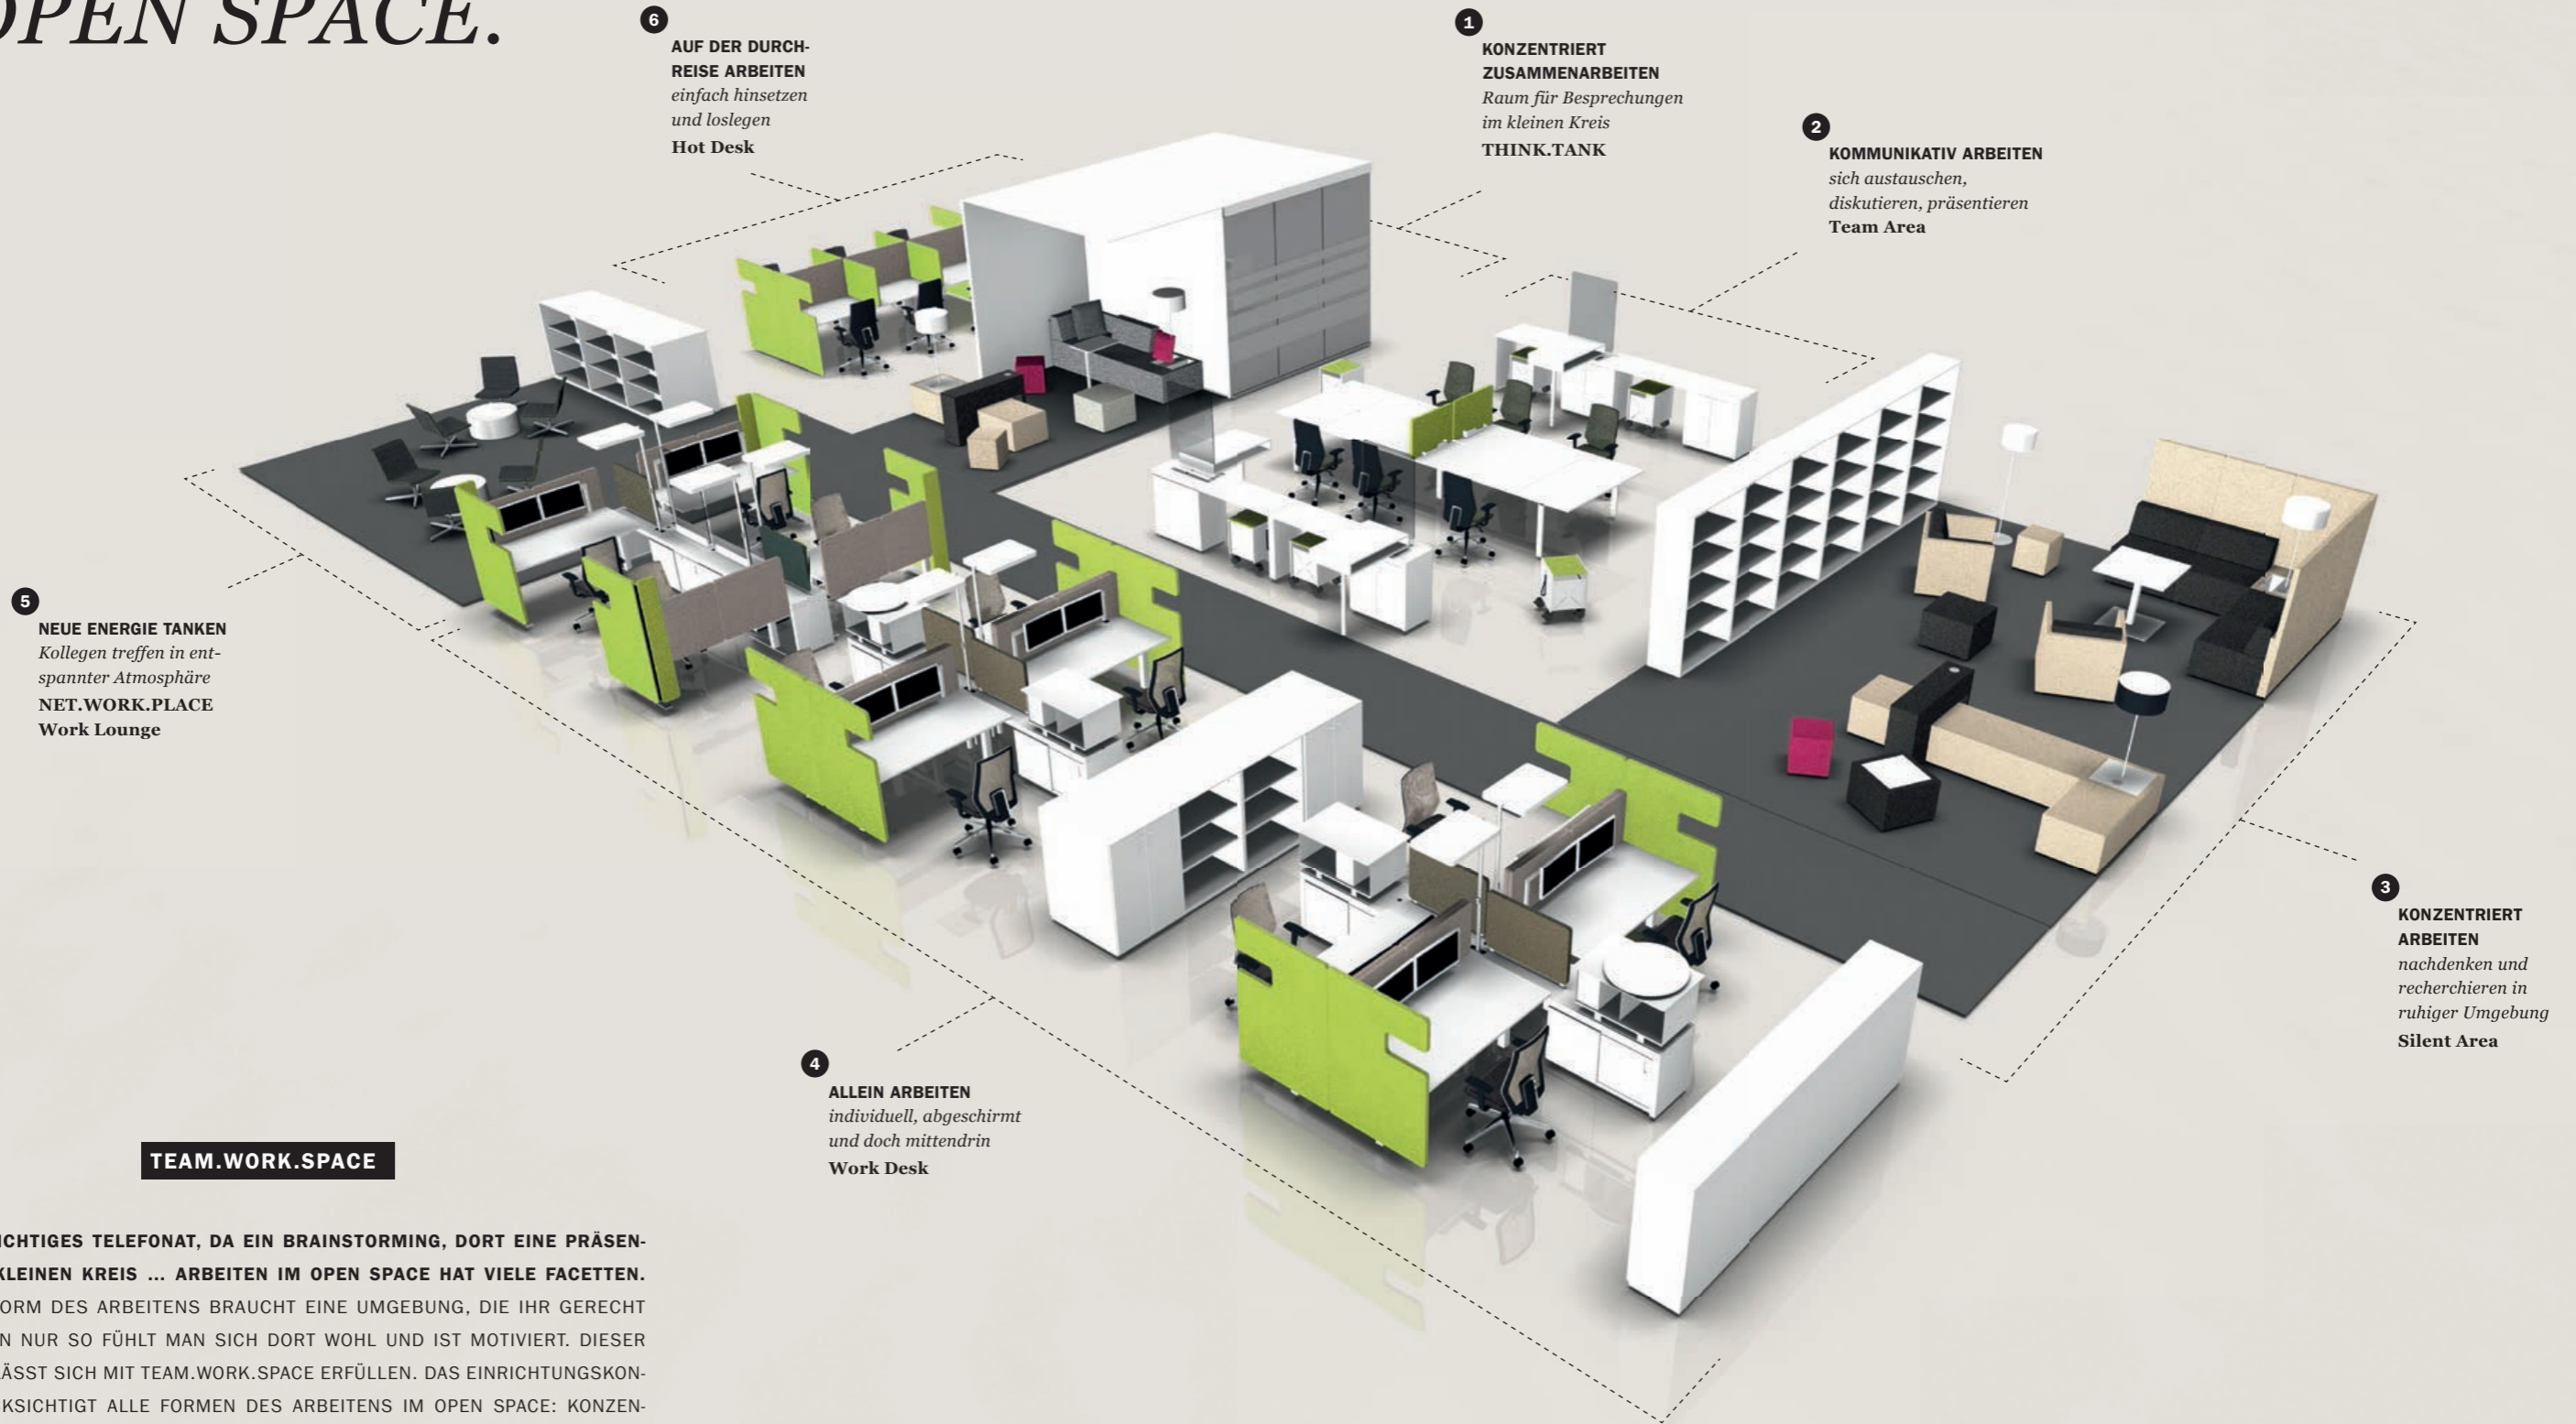 OPEN SPACE.
6
AUF DER DURCH-
REISE ARBEITEN
einfach hinsetzen
und loslegen
Hot Desk
1
KONZENTRIERT
ZUSAMMENARBEITEN
Raum für Besprechungen
im kleinen Kreis
THINK.TANK
2
KOMMUNIKATIV ARBEITEN
sich austauschen,
diskutieren, präsentieren
Team Area
5
NEUE ENERGIE TANKEN
Kollegen treffen in ent-
spannter Atmosphäre
NET.WORK.PLACE
Work Lounge
3
KONZENTRIERT
ARBEITEN
nachdenken und
recherchieren in
ruhiger Umgebung
Silent Area
4
ALLEIN ARBEITEN
individuell, abgeschirmt
und doch mittendrin
Work Desk
TEAM.WORK.SPACE
ICHTIGES TELEFONAT, DA EIN BRAINSTORMING, DORT EINE PRÄSEN-
KLEINEN KREIS ... ARBEITEN IM OPEN SPACE HAT VIELE FACETTEN.
ORM DES ARBEITENS BRAUCHT EINE UMGEBUNG, DIE IHR GERECHT
N NUR SO FÜHLT MAN SICH DORT WOHL UND IST MOTIVIERT. DIESER
ÄSST SICH MIT TEAM.WORK.SPACE ERFÜLLEN. DAS EINRICHTUNGSKON-
KSICHTIGT ALLE FORMEN DES ARBEITENS IM OPEN SPACE: KONZEN-